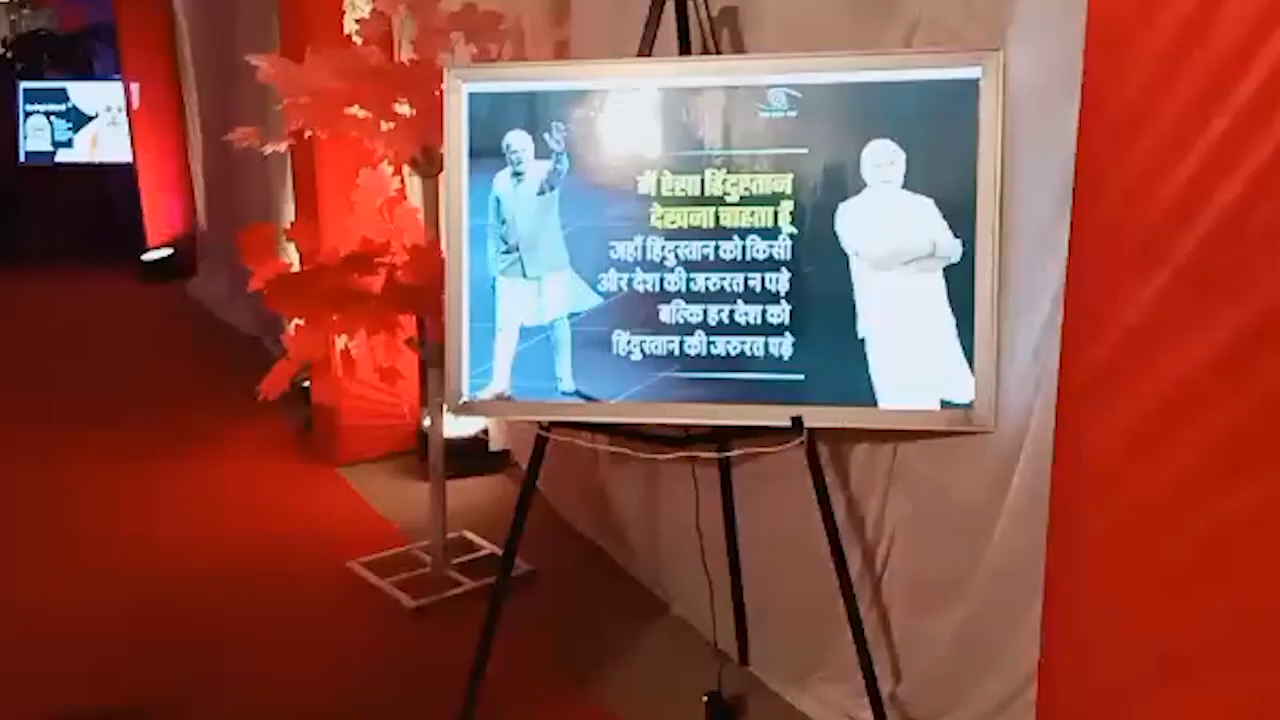 मैं ऐसा हिंदुस्तान
देखना चाहता हूँ
जहाँ हिंदुस्तान को किसी
और देश की जरुरत न पड़े
बल्कि हर देश को
हिंदुस्तान की जरुरत पड़े